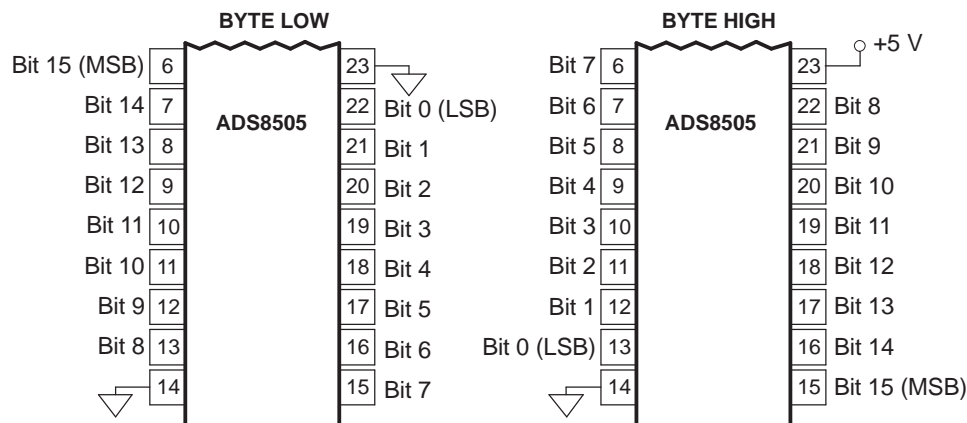 BYTE LOW
Bit 15 (MSB) 6
Bit 14 7
Bit 13 8
Bit 12 9
Bit 11 10
Bit 10 11
Bit 9 12
Bit 8 13
14
ADS8505
23
22 Bit 0 (LSB)
21 Bit 1
20 Bit 2
19 Bit 3
18 Bit 4
17 Bit 5
16 Bit 6
15 Bit 7
BYTE HIGH
Bit 7 6
Bit 6 7
Bit 5 8
Bit 4 9
Bit 3 10
Bit 2 11
Bit 1 12
Bit 0 (LSB) 13
14
ADS8505
23 +5 V
22 Bit 8
21 Bit 9
20 Bit 10
19 Bit 11
18 Bit 12
17 Bit 13
16 Bit 14
15 Bit 15 (MSB)